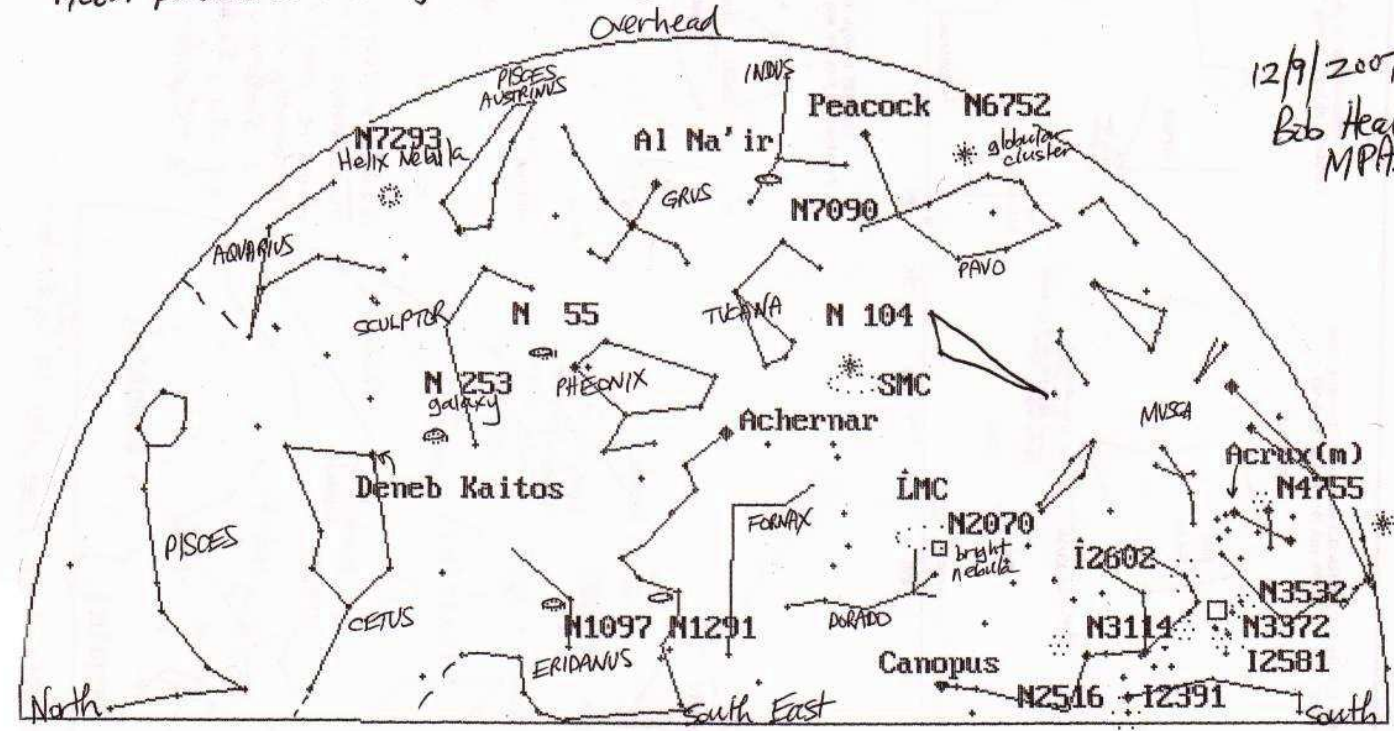 Overhead
12/9/2007
Bob
PISCES
AUSTRINUS
INDUS
Peacock
N6752
globular
cluster
N7293
Helix Nebula
Al Na'ir
GRUS
N7090
AQUARIUS
PAVO
SCULPTOR
N 55
TUCANA
N 104
N 253
galaxy
PHEONIX
SMC
MUSCA
Achernar
Acrux(m)
Deneb Kaitos
LMC
N4755
FORNAX
N2070
bright
nebula
PISCES
I2602
N3532
CETUS
N1097
N1291
DORADO
N3114
N3372
ERIDANUS
Canopus
I2581
N2516
I2391
North
South East
South